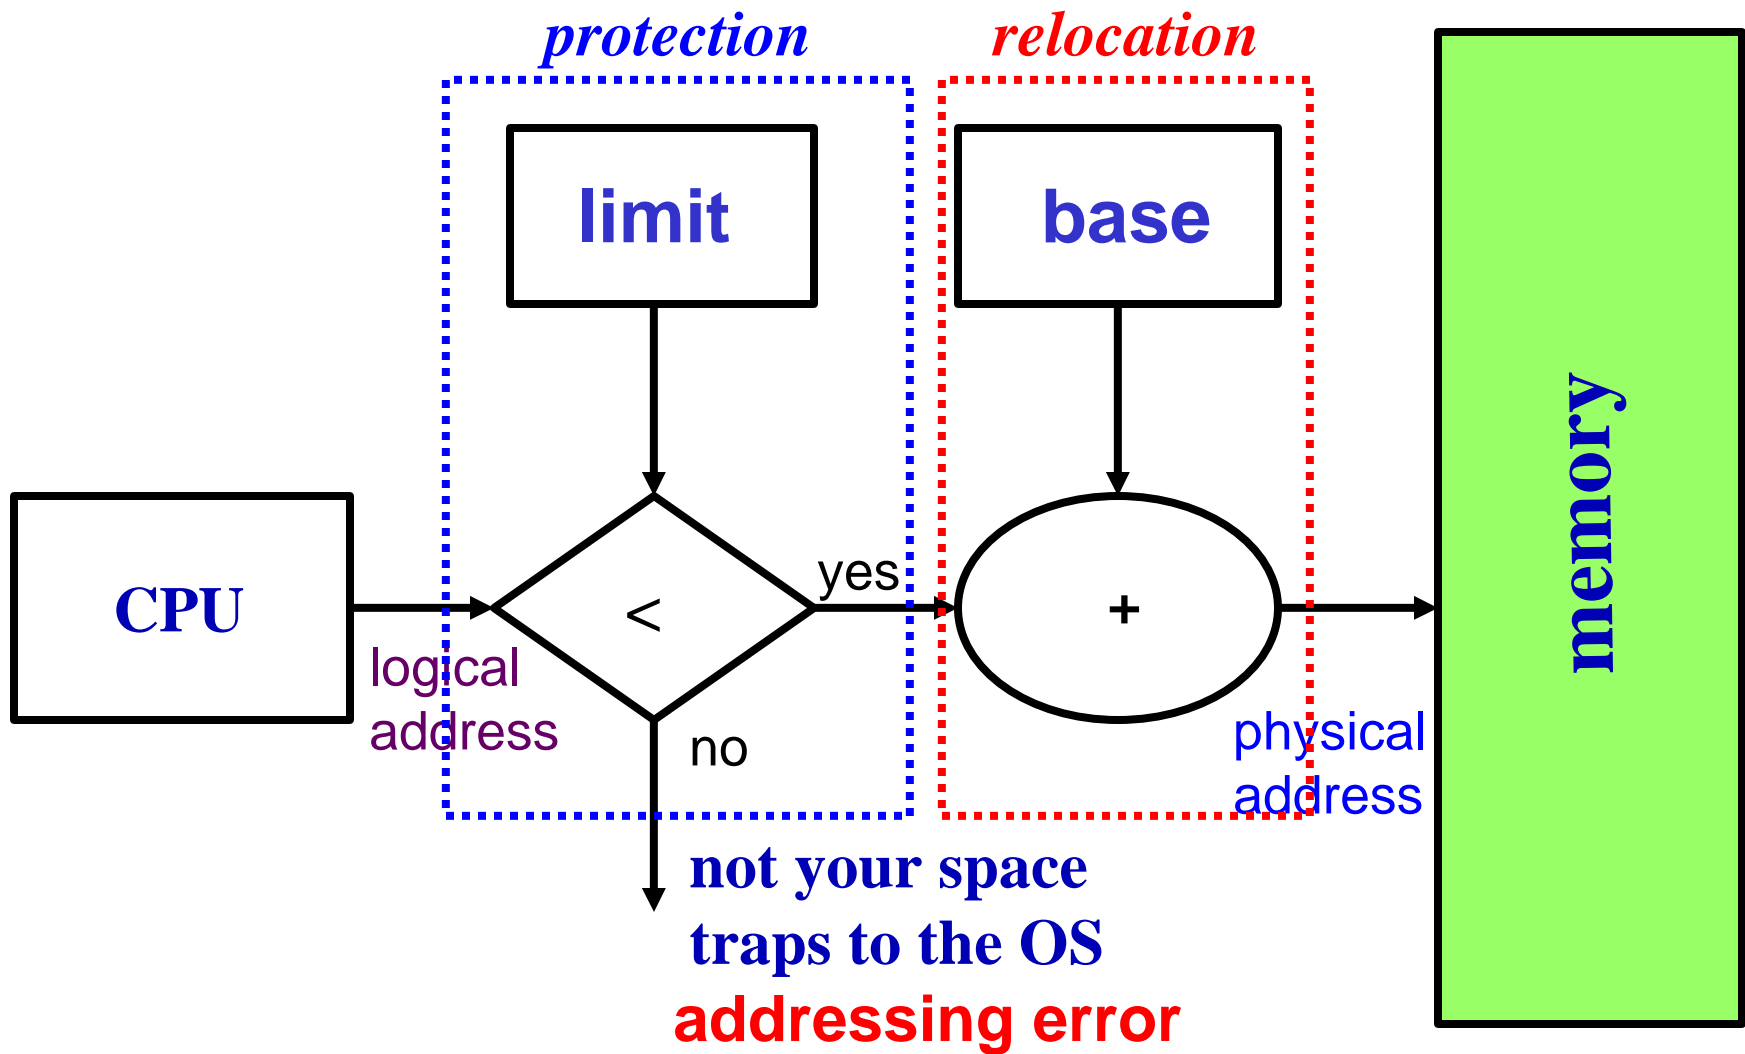 protection
relocation
limit
base
CPU
<
yes
+
memory
logical
address
no
physical
address
not your space
traps to the OS
addressing error